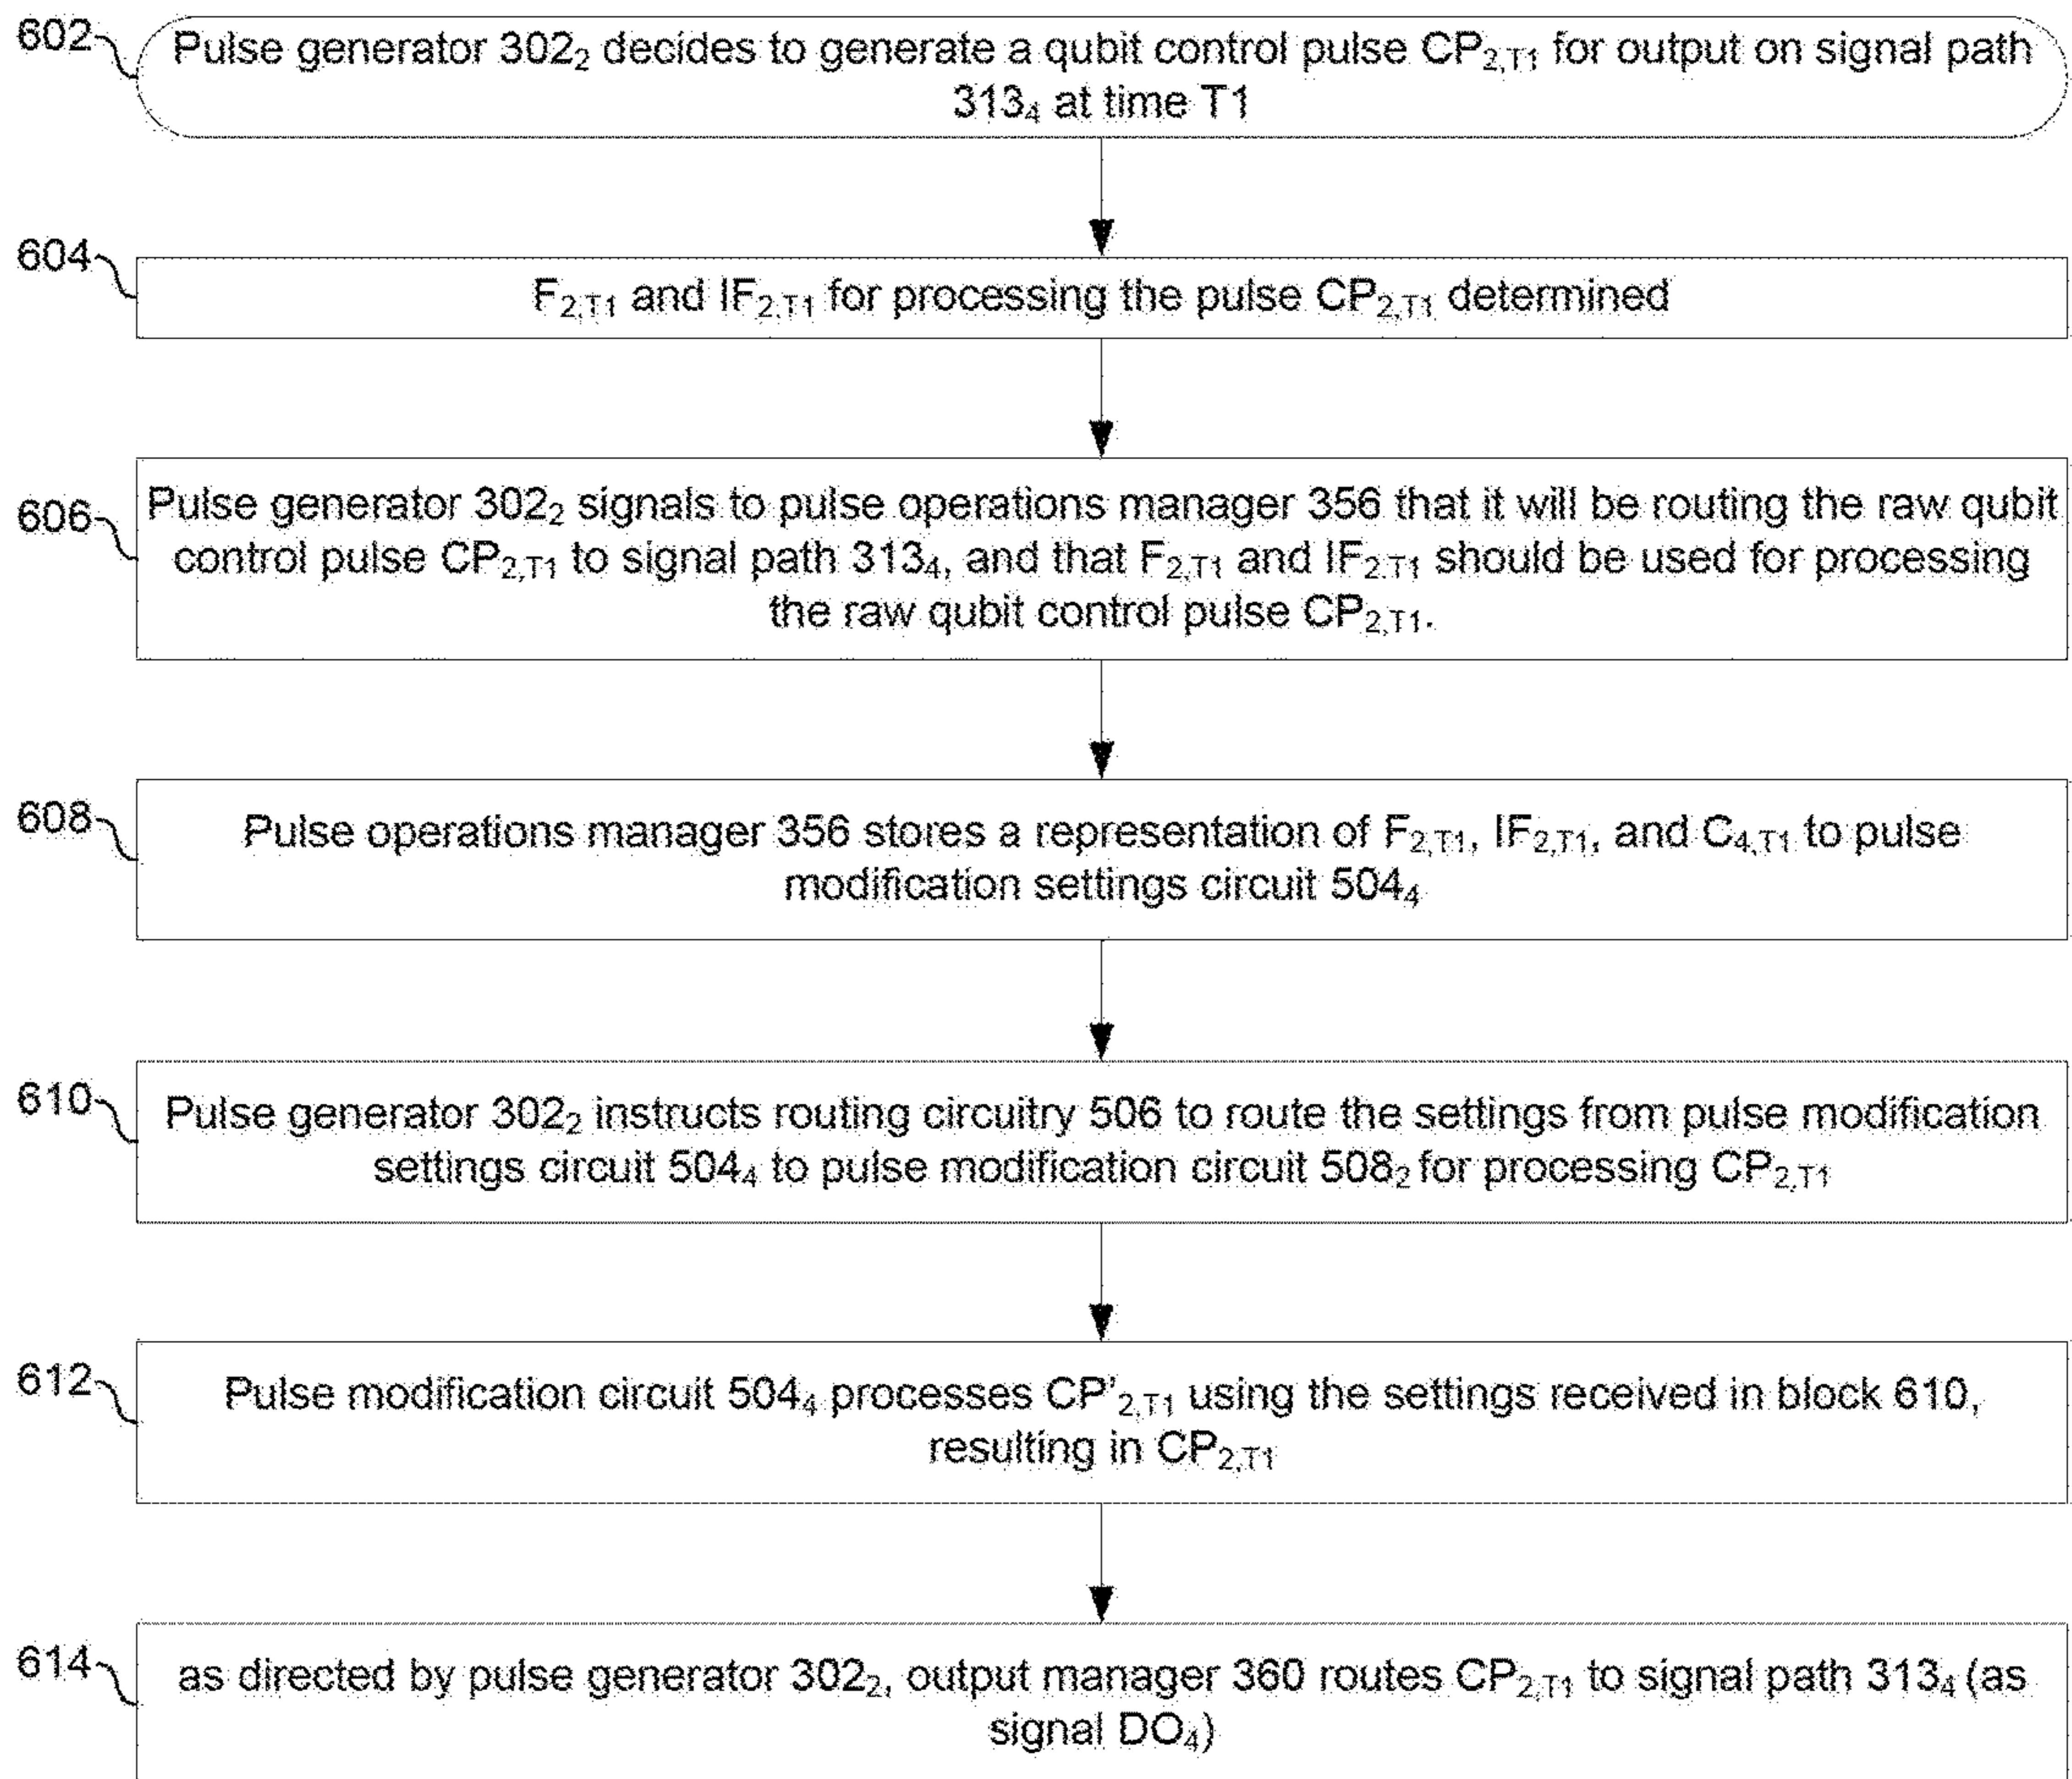 602
Pulse generator 302₂ decides to generate a qubit control pulse CP₂,T₁ for output on signal path
313₄ at time T1
604
F₂,T₁ and IF₂,T₁ for processing the pulse CP₂,T₁ determined
606
Pulse generator 302₂ signals to pulse operations manager 356 that it will be routing the raw qubit
control pulse CP₂,T₁ to signal path 313₄, and that F₂,T₁ and IF₂.T₁ should be used for processing
the raw qubit control pulse CP₂,T₁.
608
Pulse operations manager 356 stores a representation of F₂,T₁, IF₂,T₁, and C₄,T₁ to pulse
modification settings circuit 504₄
610
Pulse generator 302₂ instructs routing circuitry 506 to route the settings from pulse modification
settings circuit 504₄ to pulse modification circuit 508₂ for processing CP₂,T₁
612
Pulse modification circuit 504₄ processes CP'₂,T₁ using the settings received in block 610,
resulting in CP₂,T₁
614
as directed by pulse generator 302₂, output manager 360 routes CP₂,T₁ to signal path 313₄ (as
signal DO₄)